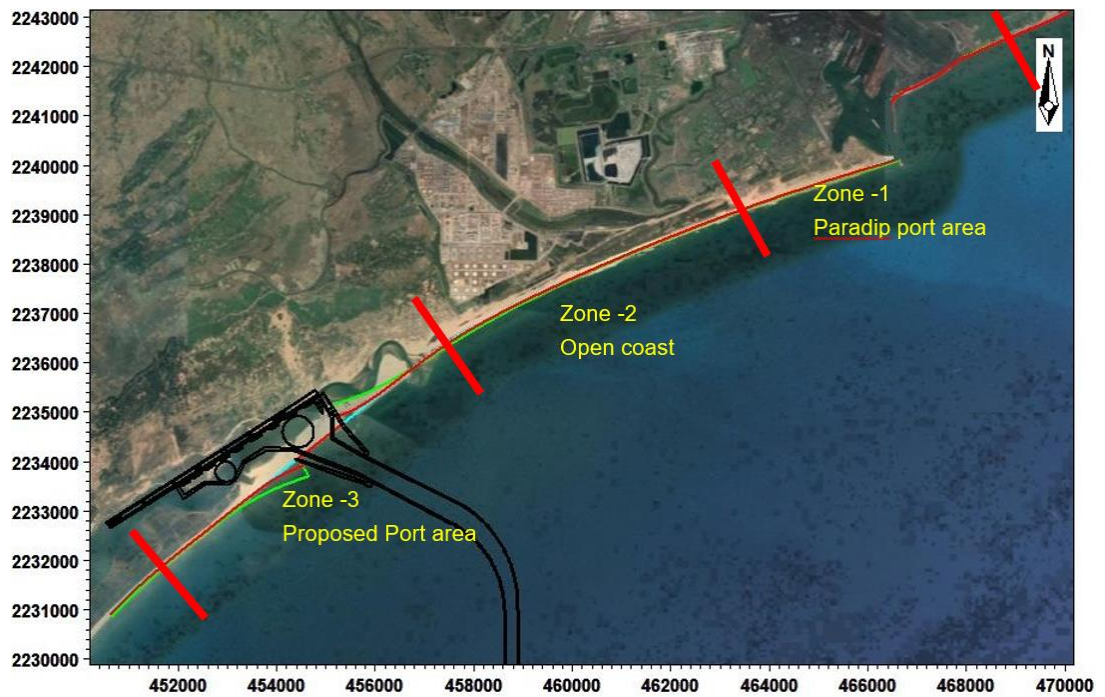 2243000
2242000
2241000
2240000
2239000
2238000
2237000
2236000
2235000
2234000
2233000
2232000
2231000
2230000
N
Zone -1
Paradip port area
Zone -2
Open coast
Zone -3
Proposed Port area
452000 454000 456000 458000 460000 462000 464000 466000 468000 470000